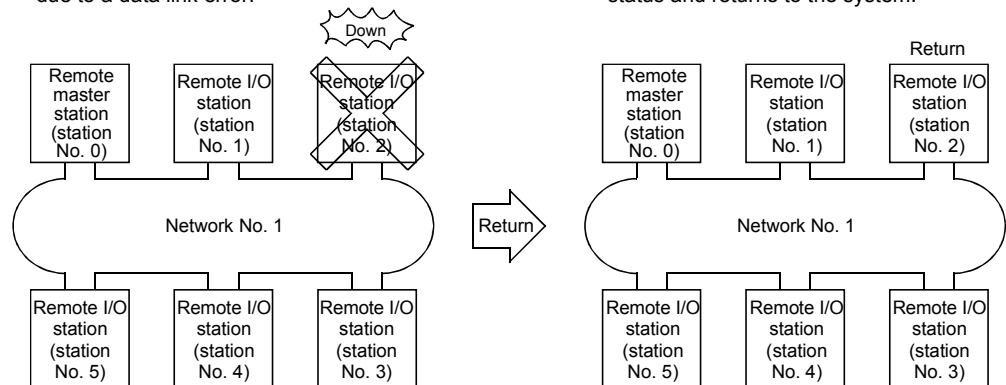 due to a data link error.
status and returns to the system.
Down
Return
Remote
master
station
(station
No. 0)
Remote I/O
station
(station
No. 1)
Remote I/O
station
(station
No. 2)
Remote
master
station
(station
No. 0)
Remote I/O
station
(station
No. 1)
Remote I/O
station
(station
No. 2)
Network No. 1
Return
Network No. 1
Remote I/O
station
(station
No. 5)
Remote I/O
station
(station
No. 4)
Remote I/O
station
(station
No. 3)
Remote I/O
station
(station
No. 5)
Remote I/O
station
(station
No. 4)
Remote I/O
station
(station
No. 3)